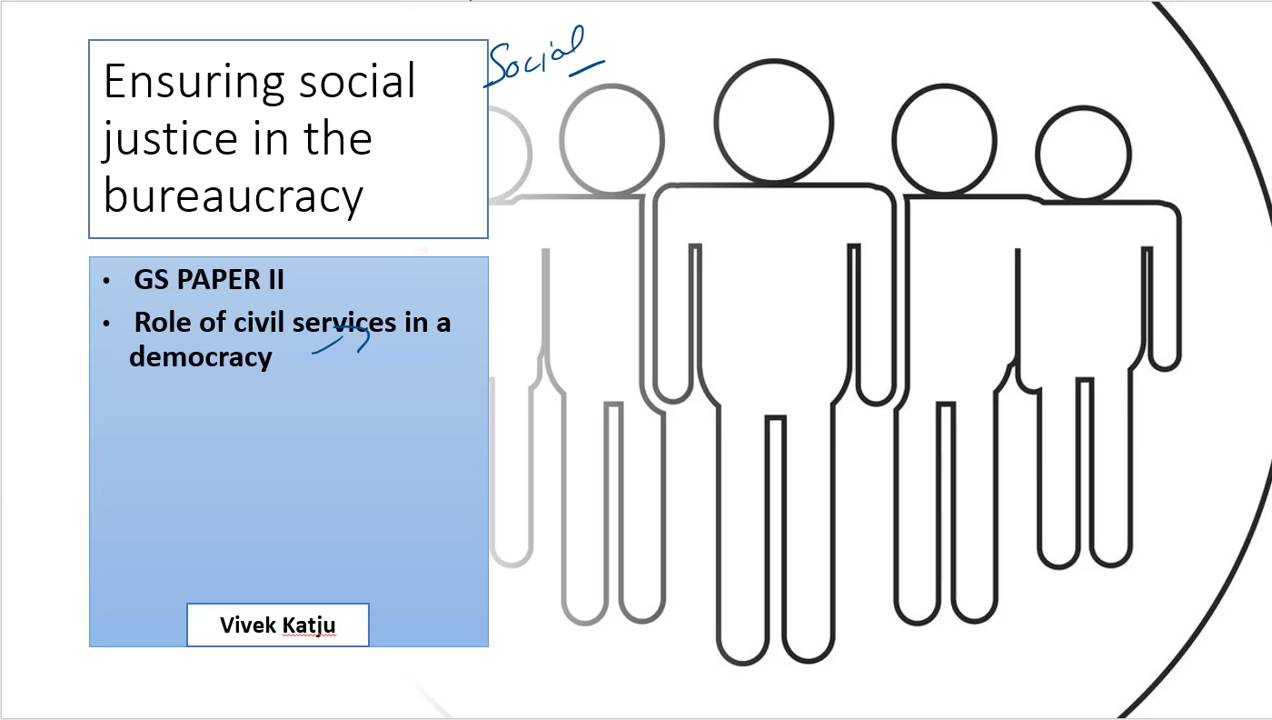 Ensuring social
justice in the
bureaucracy
Social
• GS PAPER II
• Role of civil services in a
democracy
Vivek Katju